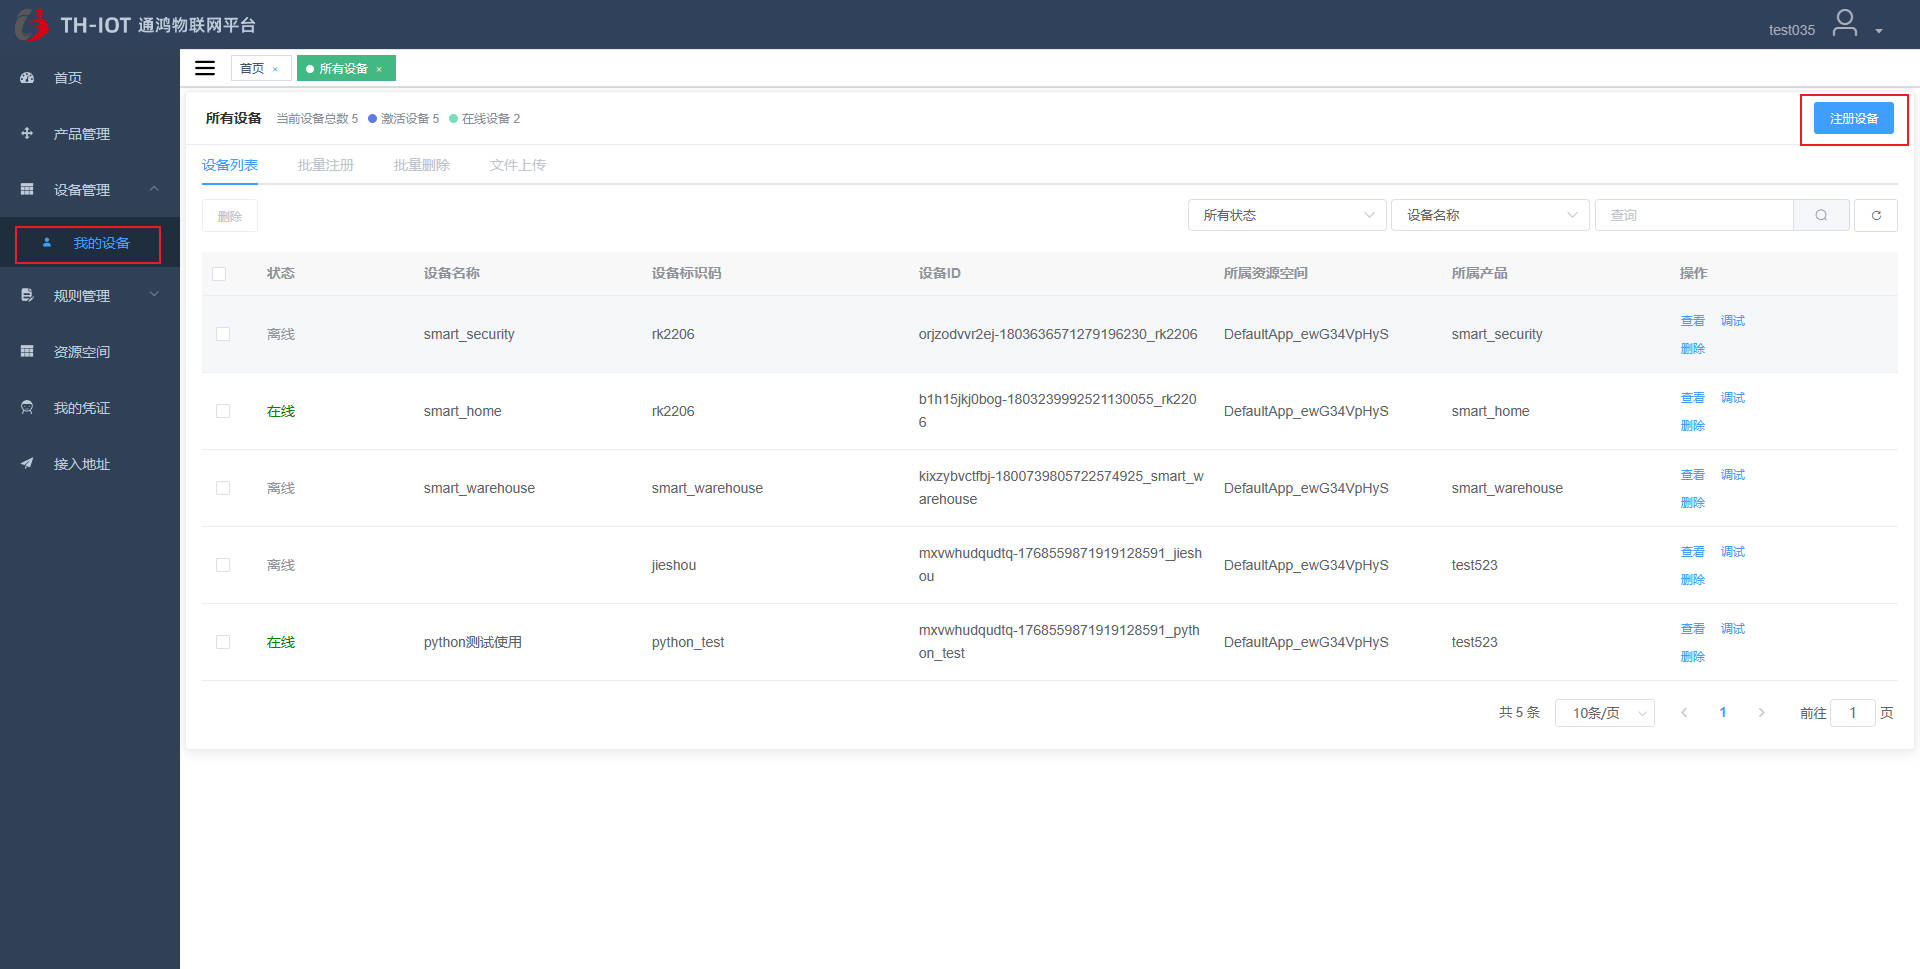 TH-IOT 通鸿物联网平台
test035
首页
产品管理
设备管理
我的设备
规则管理
资源空间
我的凭证
接入地址
首页 ×
所有设备 ×
所有设备 当前设备总数 5 激活设备 5 在线设备 2
注册设备
设备列表 批量注册 批量删除 文件上传
删除
所有状态 设备名称 查询
状态 设备名称 设备标识码 设备ID 所属资源空间 所属产品 操作
离线 smart_security rk2206 orjzodvvr2ej-1803636571279196230_rk2206 DefaultApp_ewG34VpHyS smart_security 查看 调试
删除
在线 smart_home rk2206 b1h15jkj0bog-1803239992521130055_rk220
6 DefaultApp_ewG34VpHyS smart_home 查看 调试
删除
离线 smart_warehouse smart_warehouse kixzybvctfbj-1800739805722574925_smart_w
arehouse DefaultApp_ewG34VpHyS smart_warehouse 查看 调试
删除
离线 jieshou mxvwhudqudtq-1768559871919128591_jiesh
ou DefaultApp_ewG34VpHyS test523 查看 调试
删除
在线 python测试使用 python_test mxvwhudqudtq-1768559871919128591_pyth
on_test DefaultApp_ewG34VpHyS test523 查看 调试
删除
共 5 条 10条/页 1 前往 1 页